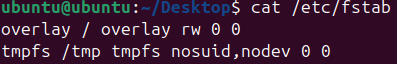 ubuntu@ubuntu:~/Desktop$ cat /etc/fstab
overlay / overlay rw 0 0
tmpfs /tmp tmpfs nosuid,nodev 0 0